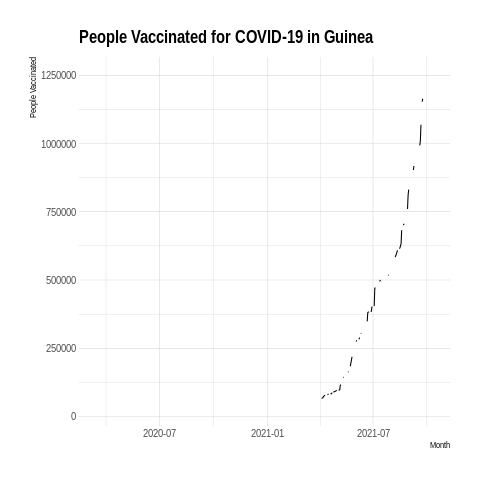 People Vaccinated for COVID-19 in Guinea
People Vaccinated
1250000
1000000
750000
500000
250000
0
2020-07 2021-01 2021-07
Month